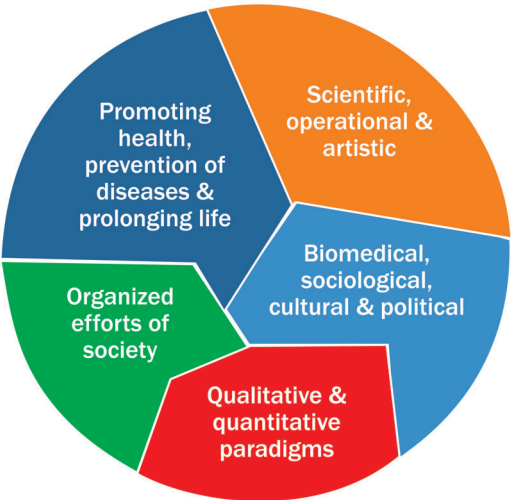 Promoting
health,
prevention of
diseases &
prolonging life
Scientific,
operational &
artistic
Biomedical,
sociological,
cultural & political
Organized
efforts of
society
Qualitative &
quantitative
paradigms